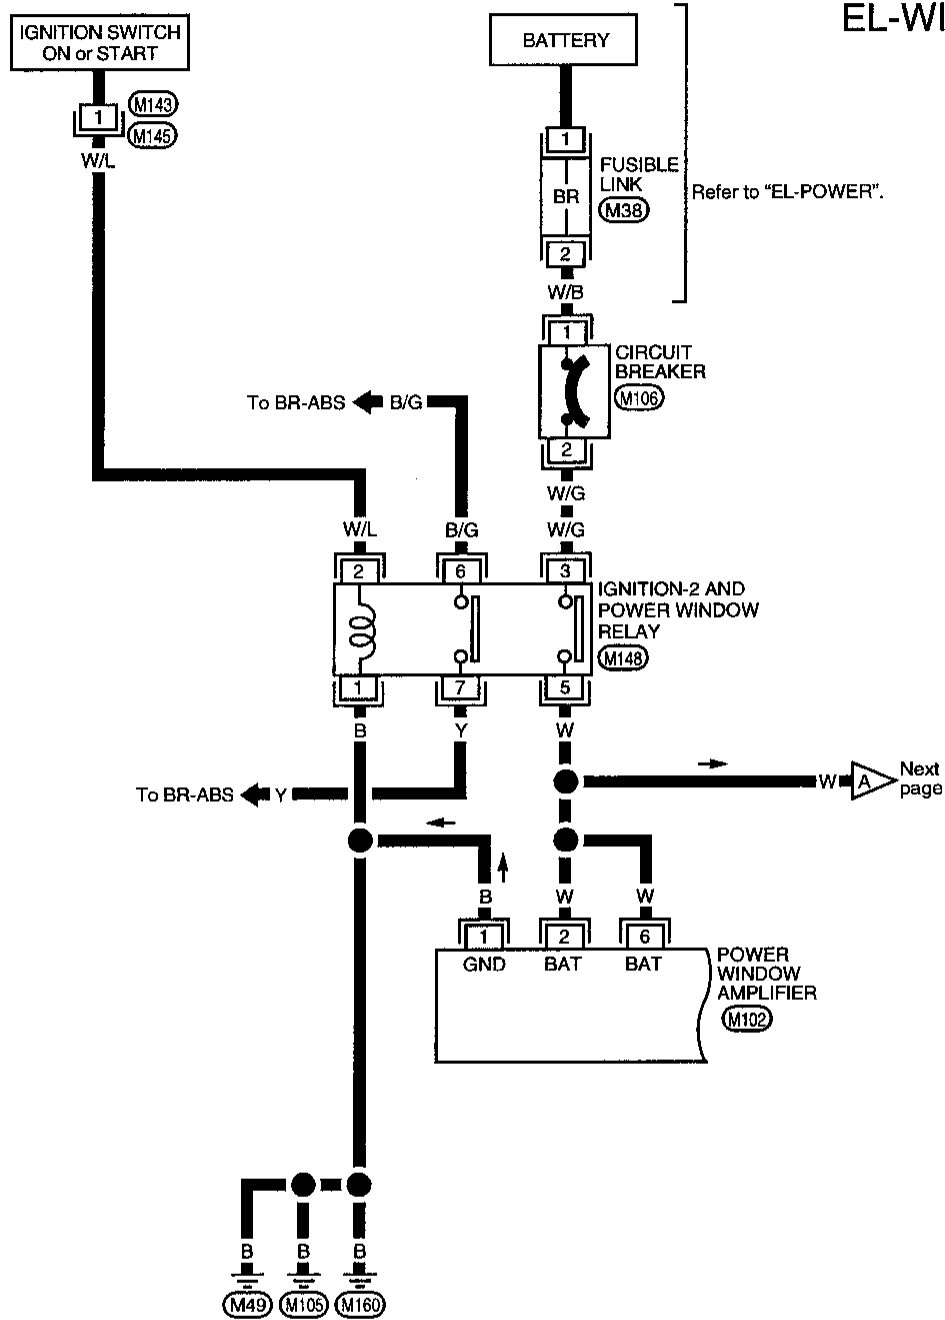 EL-WI
IGNITION SWITCH
ON or START
BATTERY
1
M143
M145
W/L
1
FUSIBLE
LINK
BR
M38
Refer to "EL-POWER".
2
W/B
1
CIRCUIT
BREAKER
M106
To BR-ABS
B/G
2
W/G
W/L
B/G
W/G
2
6
3
IGNITION-2 AND
POWER WINDOW
RELAY
M148
1
7
5
B
Y
W
W
A
Next
page
To BR-ABS
Y
B
W
W
1
2
6
GND
BAT
BAT
POWER
WINDOW
AMPLIFIER
M102
B
B
B
M49
M105
M160